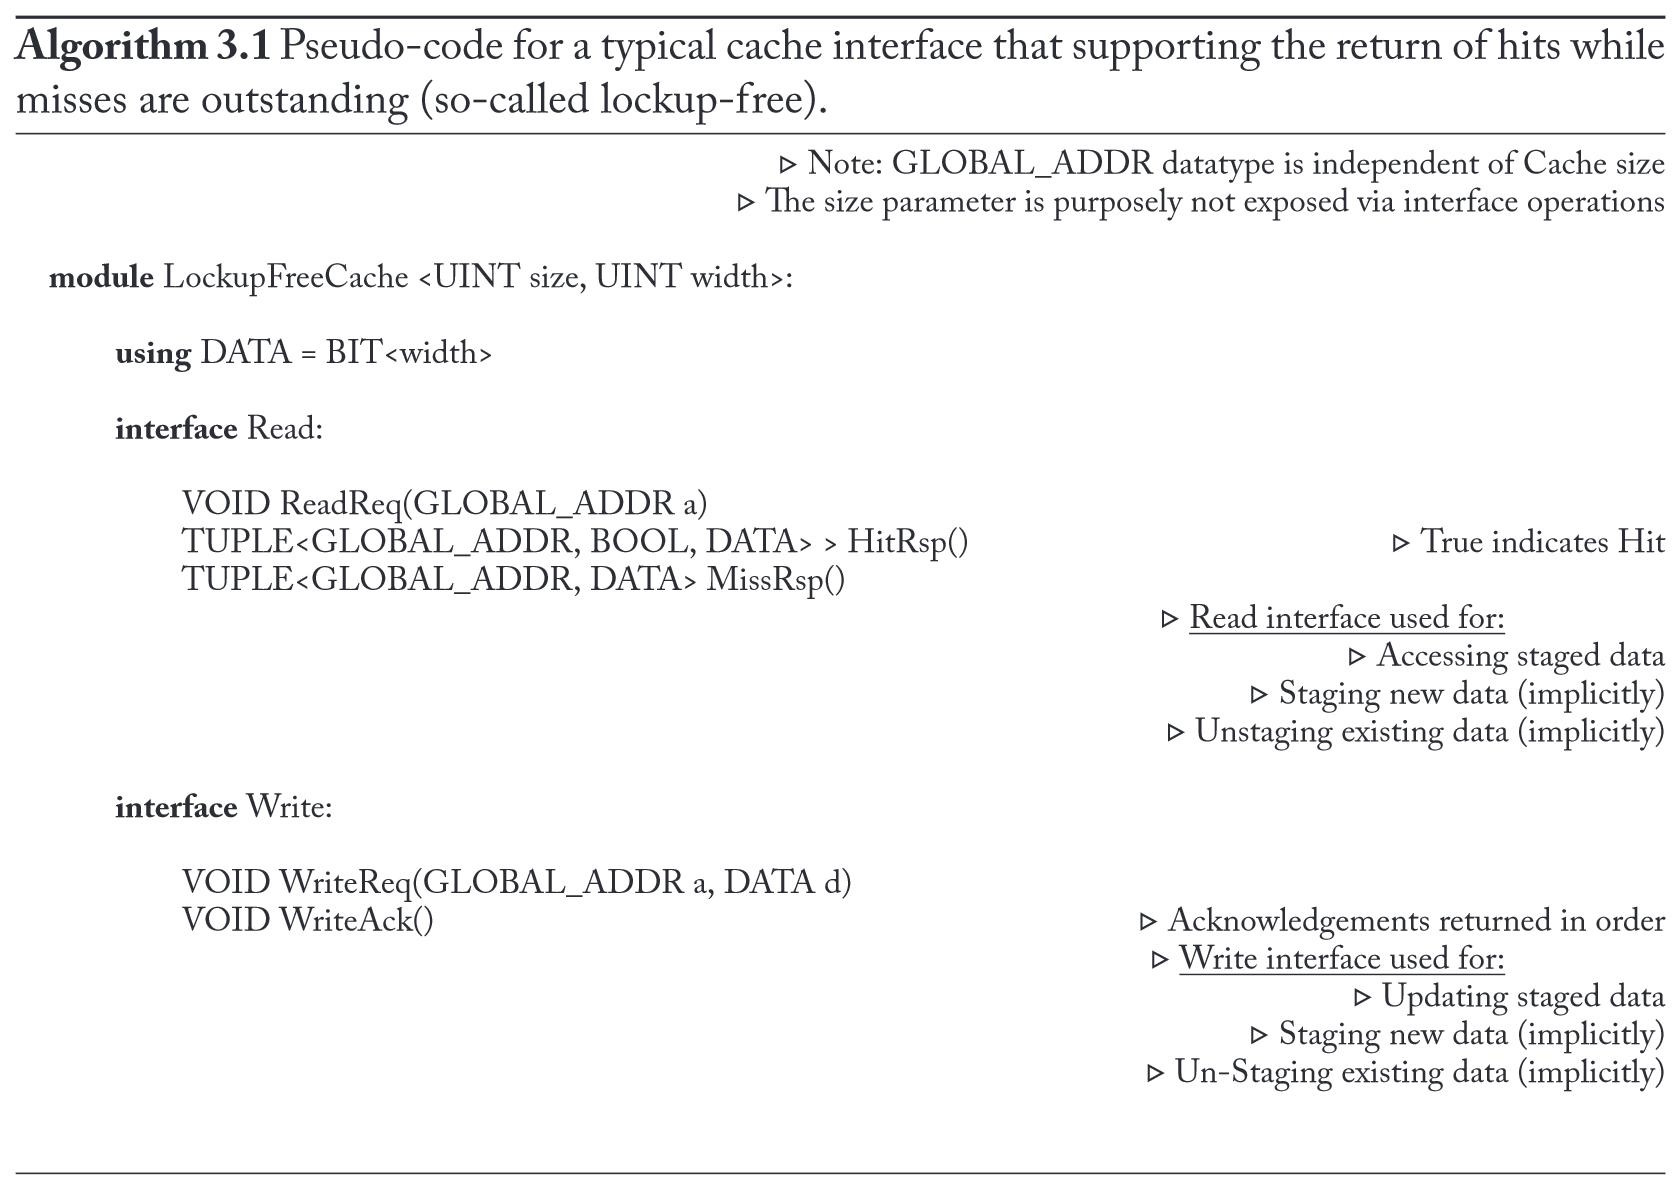 Algorithm 3.1 Pseudo-code for a typical cache interface that supporting the return of hits while
misses are outstanding (so-called lockup-free).
▷ Note: GLOBAL_ADDR datatype is independent of Cache size
▷ The size parameter is purposely not exposed via interface operations
module LockupFreeCache <UINT size, UINT width>:
using DATA = BIT<width>
interface Read:
VOID ReadReq(GLOBAL_ADDR a)
TUPLE<GLOBAL_ADDR, BOOL, DATA> > HitRsp() ▷ True indicates Hit
TUPLE<GLOBAL_ADDR, DATA> MissRsp()
▷ Read interface used for:
▷ Accessing staged data
▷ Staging new data (implicitly)
▷ Unstaging existing data (implicitly)
interface Write:
VOID WriteReq(GLOBAL_ADDR a, DATA d)
VOID WriteAck() ▷ Acknowledgements returned in order
▷ Write interface used for:
▷ Updating staged data
▷ Staging new data (implicitly)
▷ Un-Staging existing data (implicitly)